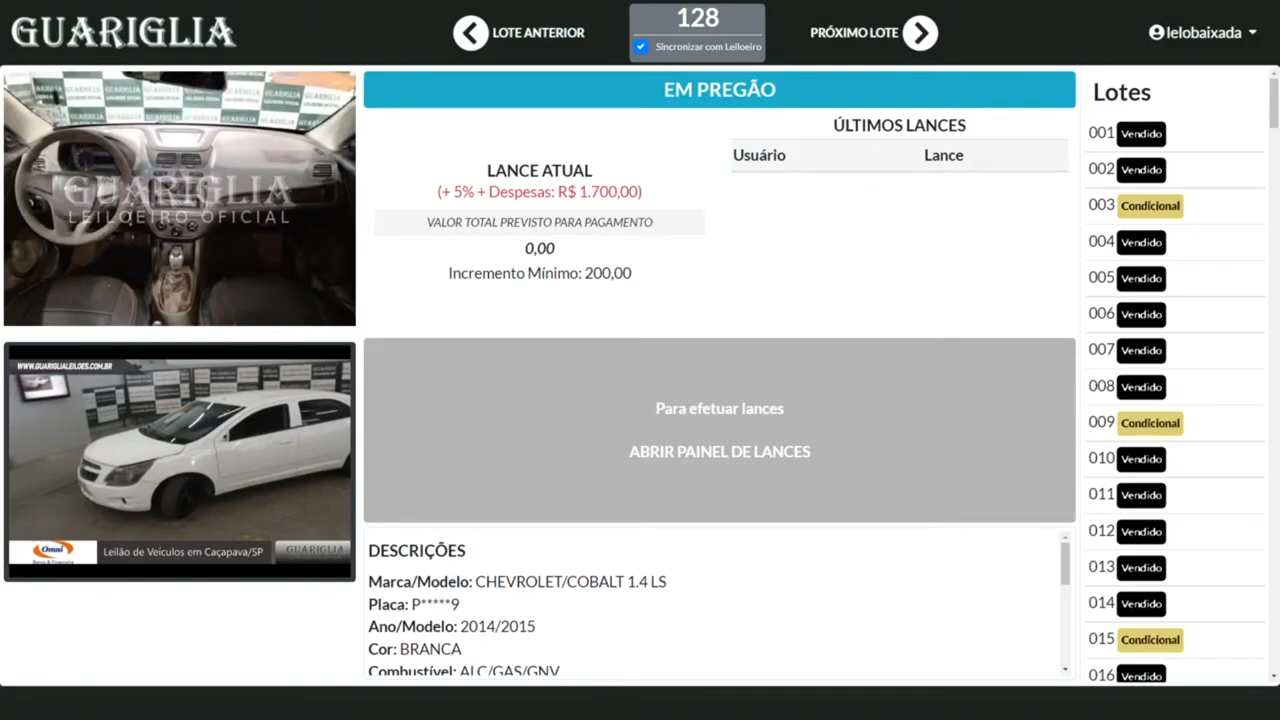 GUARIGLIA
LOTE ANTERIOR
128
Sincronizar com Leiloeiro
PRÓXIMO LOTE
lelobaixada
GUARIGLIA
LEILOEIRO OFICIAL
WWW.GUARIGLIALEILOES.COM.BR
Omni
Leilão de Veículos em Caçapava/SP
GUARIGLIA
EM PREGÃO
LANCE ATUAL
(+ 5% + Despesas: R$ 1.700,00)
VALOR TOTAL PREVISTO PARA PAGAMENTO
0,00
Incremento Mínimo: 200,00
ÚLTIMOS LANCES
Usuário Lance
Para efetuar lances
ABRIR PAINEL DE LANCES
DESCRIÇÕES
Marca/Modelo: CHEVROLET/COBALT 1.4 LS
Placa: P*****9
Ano/Modelo: 2014/2015
Cor: BRANCA
Combustível: ALC/GAS/GNV
Lotes
001 Vendido
002 Vendido
003 Condicional
004 Vendido
005 Vendido
006 Vendido
007 Vendido
008 Vendido
009 Condicional
010 Vendido
011 Vendido
012 Vendido
013 Vendido
014 Vendido
015 Condicional
016 Vendido